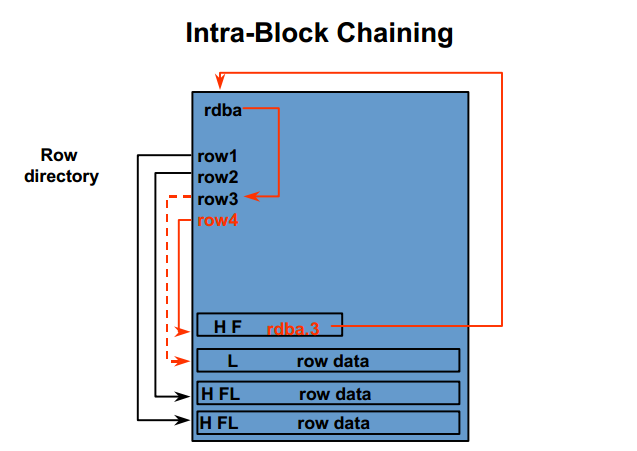 Intra-Block Chaining
rdba
Row
directory
row1
row2
row3
row4
H F rdba.3
L row data
H FL row data
H FL row data